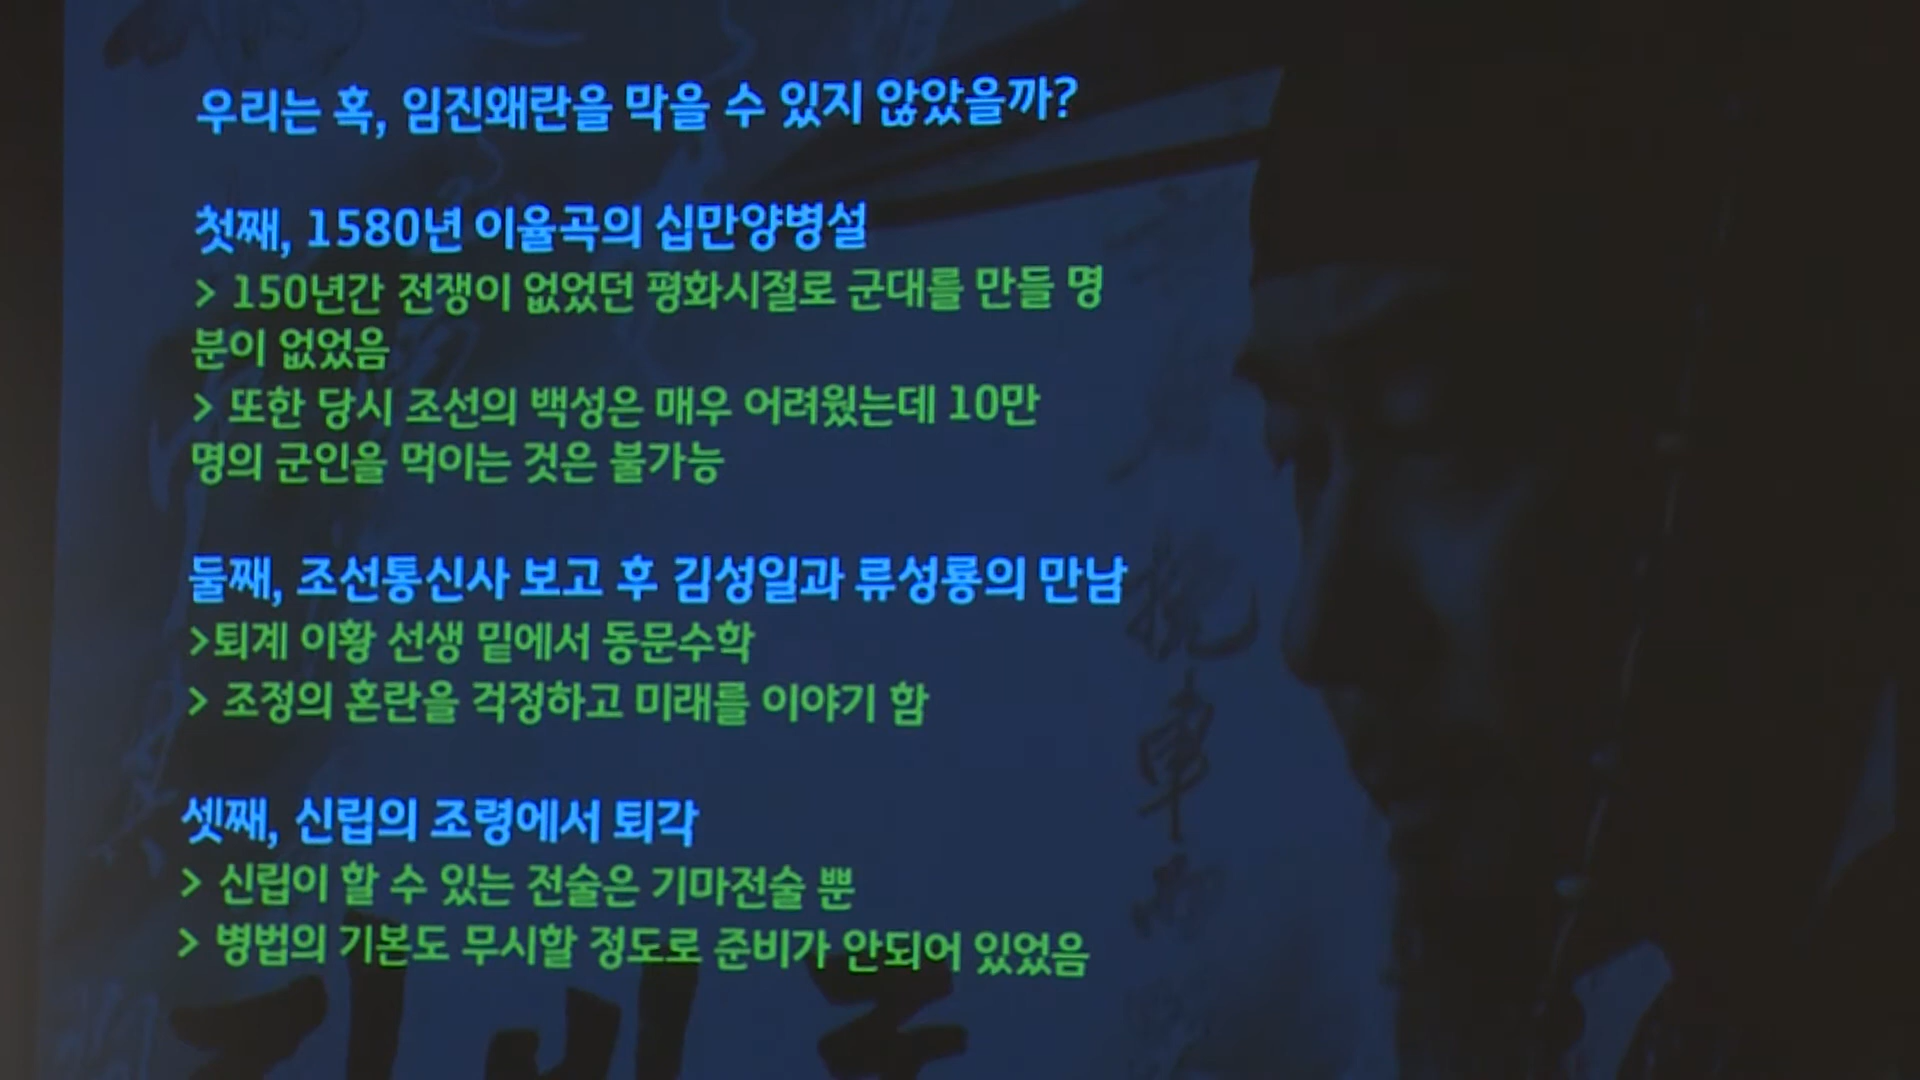 우리는 혹, 임진왜란을 막을 수 있지 않았을까?
첫째, 1580년 이율곡의 십만양병설
> 150년간 전쟁이 없었던 평화시절로 군대를 만들 명
분이 없었음
> 또한 당시 조선의 백성은 매우 어려웠는데 10만
명의 군인을 먹이는 것은 불가능
둘째, 조선통신사 보고 후 김성일과 류성룡의 만남
>퇴계 이황 선생 밑에서 동문수학
> 조정의 혼란을 걱정하고 미래를 이야기 함
셋째, 신립의 조령에서 퇴각
> 신립이 할 수 있는 전술은 기마전술 뿐
> 병법의 기본도 무시할 정도로 준비가 안되어 있었음